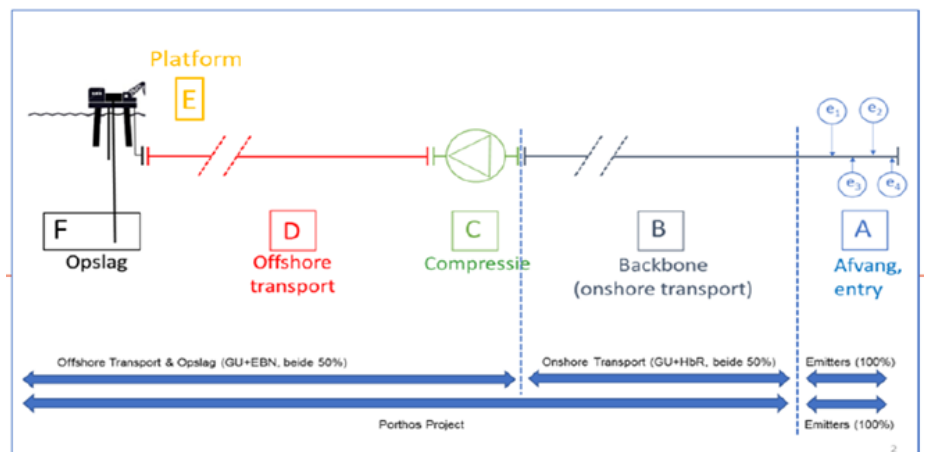 Platform
E
e1
e2
e3
e4
F
Opslag
D
Offshore
transport
C
Compressie
B
Backbone
(onshore transport)
A
Afvang,
entry
Offshore Transport & Opslag (GU+EBN, beide 50%)
Onshore Transport (GU+HbR, beide 50%)
Emitters (100%)
Porthos Project
Emitters (100%)
2